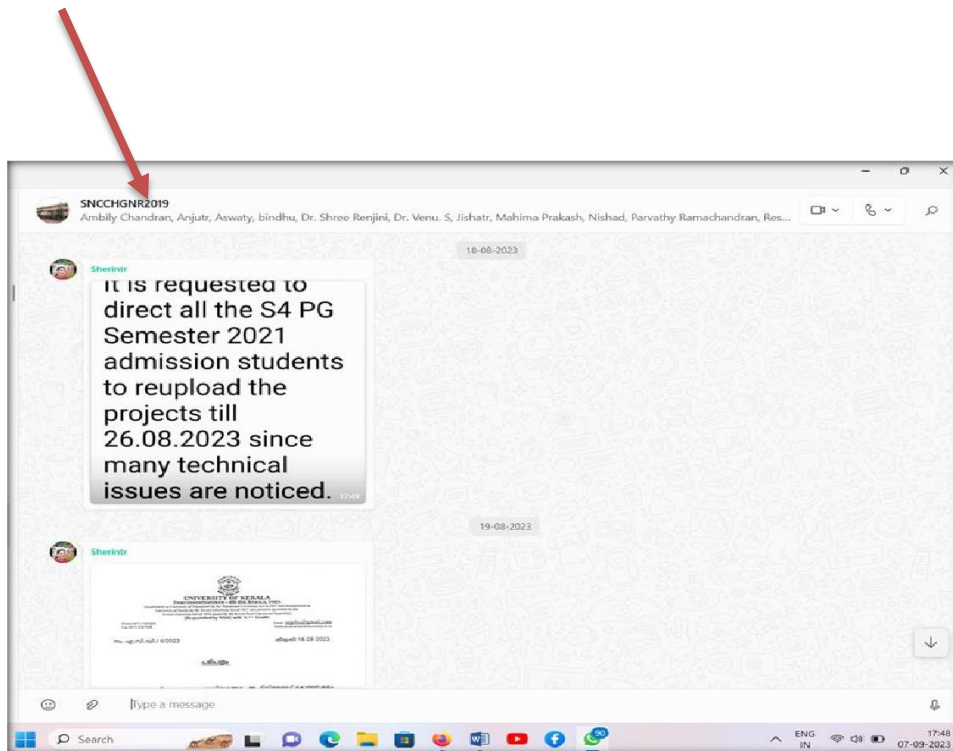 SNCCHGNR2019
Ambily Chandran, Anjutr, Aswaty, bindhu, Dr. Shree Renjini, Dr. Venu. S, Jishatr, Mahima Prakash, Nishad, Parvathy Ramachandran, Res...
18-08-2023
Sherintr
It is requested to
direct all the S4 PG
Semester 2021
admission students
to reupload the
projects till
26.08.2023 since
many technical
issues are noticed.
12:49
19-08-2023
Sherintr
UNIVERSITY OF KERALA
18.08.2023
Type a message
Search
90
ENG
IN
17:48
07-09-2023